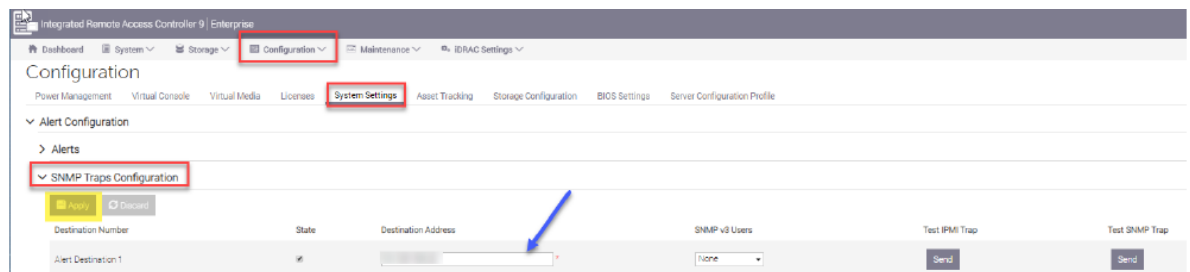 Integrated Remote Access Controller 9 | Enterprise
Dashboard System Storage Configuration Maintenance iDRAC Settings
Configuration
Power Management Virtual Console Virtual Media Licenses System Settings Asset Tracking Storage Configuration BIOS Settings Server Configuration Profile
Alert Configuration
Alerts
SNMP Traps Configuration
Apply Discard
Destination Number State Destination Address SNMP v3 Users Test IPMI Trap Test SNMP Trap
Alert Destination 1 * None Send Send